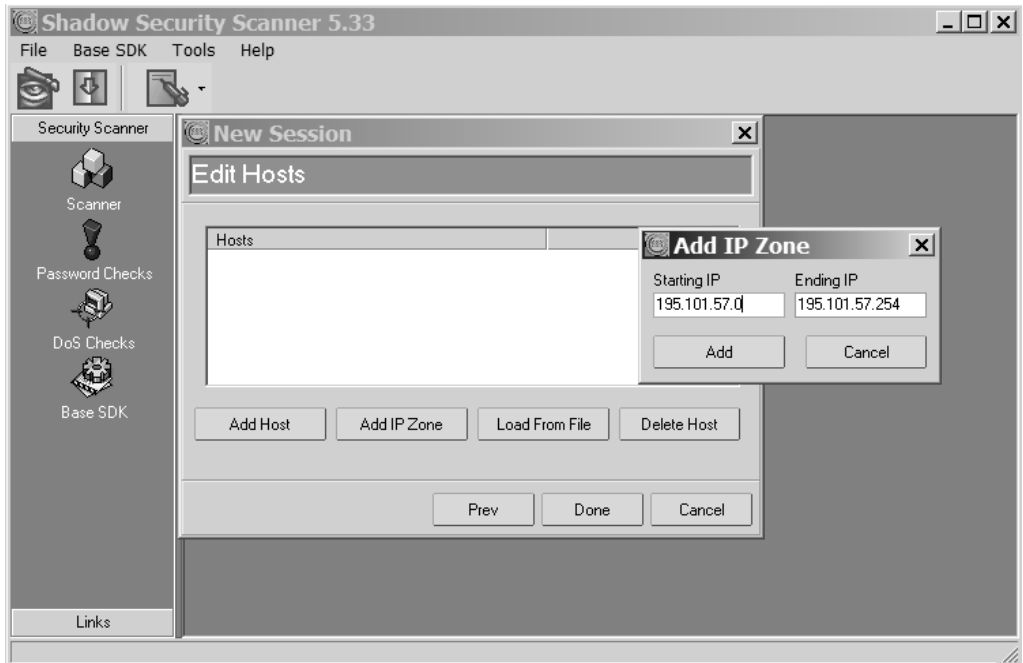 Shadow Security Scanner 5.33
File Base SDK Tools Help
Security Scanner
Scanner
Password Checks
DoS Checks
Base SDK
Links
New Session
Edit Hosts
Hosts
Add Host Add IP Zone Load From File Delete Host
Prev Done Cancel
Add IP Zone
Starting IP Ending IP
195.101.57.0 195.101.57.254
Add Cancel